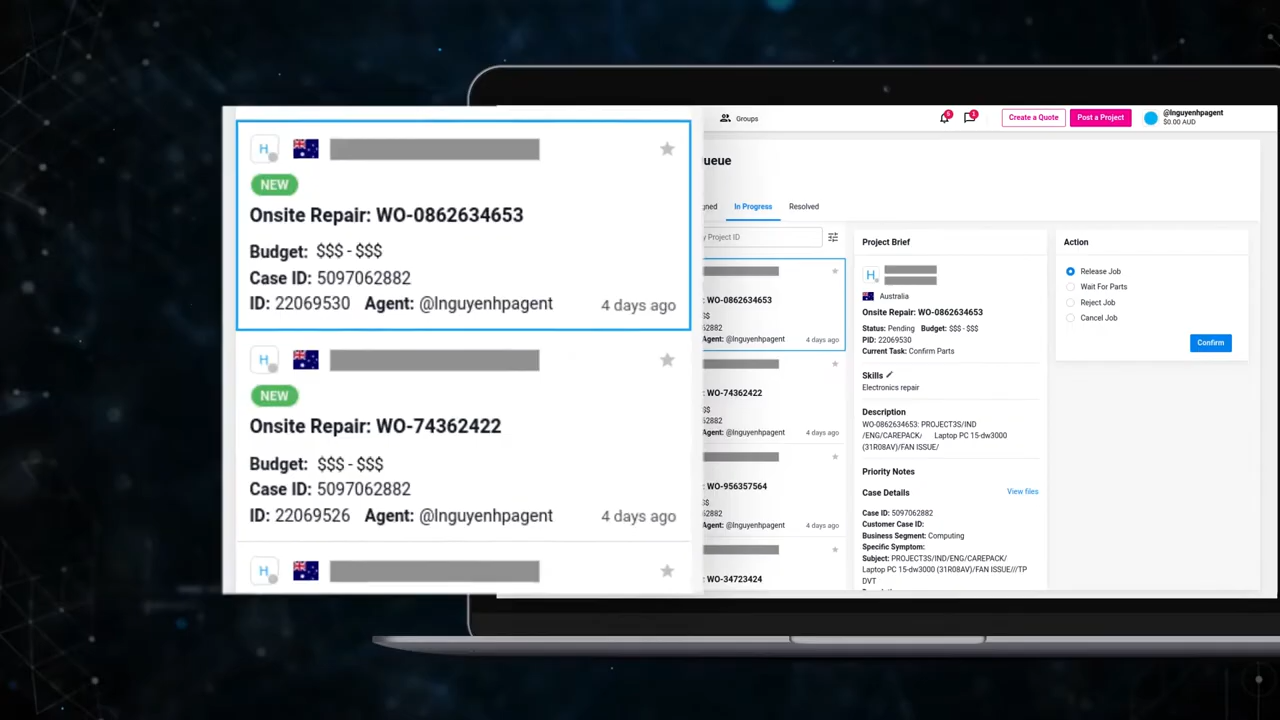 H
NEW
Onsite Repair: WO-0862634653
Budget: $$$ - $$$
Case ID: 5097062882
ID: 22069530 Agent: @lnguyenhpagent 4 days ago
H
NEW
Onsite Repair: WO-74362422
Budget: $$$ - $$$
Case ID: 5097062882
ID: 22069526 Agent: @lnguyenhpagent 4 days ago
H
Groups
Create a Quote
Post a Project
@lnguyenhpagent
$0.00 AUD
ueue
gned In Progress Resolved
y Project ID
: WO-0862634653
$$
62882
Agent: @lnguyenhpagent 4 days ago
: WO-74362422
$$
62882
Agent: @lnguyenhpagent 4 days ago
: WO-956357564
$$
62882
Agent: @lnguyenhpagent 4 days ago
: WO-34723424
Project Brief
H
Australia
Onsite Repair: WO-0862634653
Status: Pending Budget: $$$ - $$$
PID: 22069530
Current Task: Confirm Parts
Skills
Electronics repair
Description
WO-0862634653: PROJECT3S/IND
/ENG/CAREPACK/ Laptop PC 15-dw3000
(31R08AV)/FAN ISSUE/
Priority Notes
Case Details View files
Case ID: 5097062882
Customer Case ID:
Business Segment: Computing
Specific Symptom:
Subject: PROJECT3S/IND/ENG/CAREPACK/
Laptop PC 15-dw3000 (31R08AV)/FAN ISSUE///TP
DVT
Action
Release Job
Wait For Parts
Reject Job
Cancel Job
Confirm